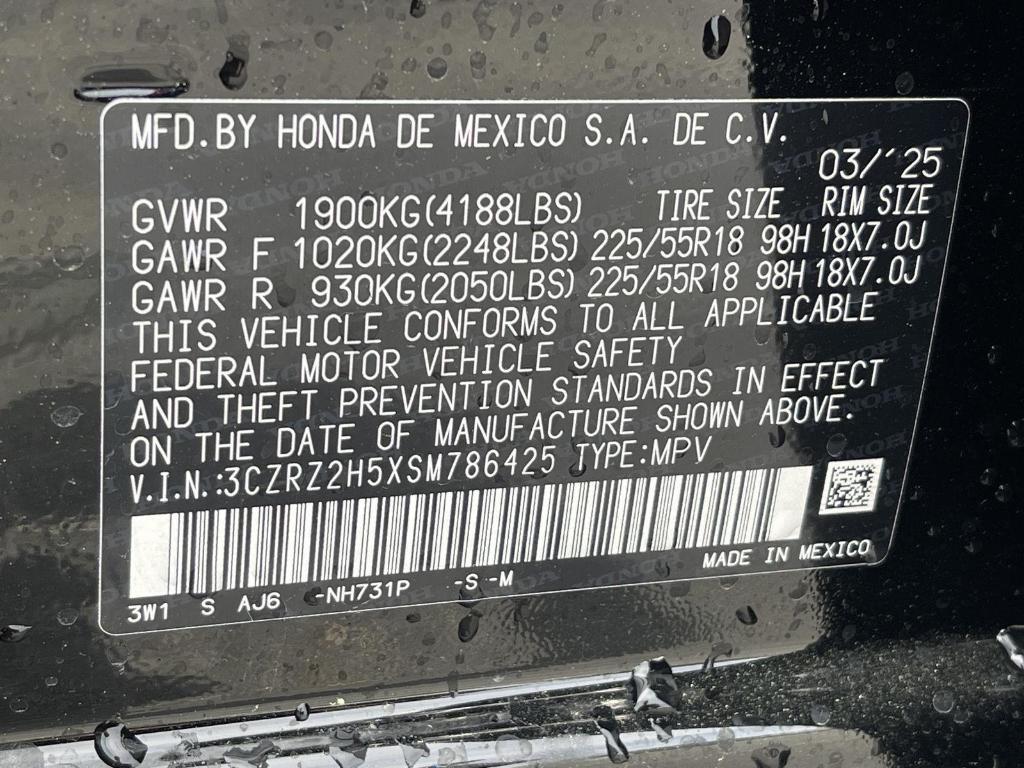 MFD.BY HONDA DE MEXICO S.A. DE C.V.
03/´25
GVWR 1900KG(4188LBS) TIRE SIZE RIM SIZE
GAWR F 1020KG(2248LBS) 225/55R18 98H 18X7.0J
GAWR R 930KG(2050LBS) 225/55R18 98H 18X7.0J
THIS VEHICLE CONFORMS TO ALL APPLICABLE
FEDERAL MOTOR VEHICLE SAFETY
AND THEFT PREVENTION STANDARDS IN EFFECT
ON THE DATE OF MANUFACTURE SHOWN ABOVE.
V.I.N.:3CZRZ2H5XSM786425 TYPE:MPV
MADE IN MEXICO
3W1 S AJ6 -NH731P -S -M